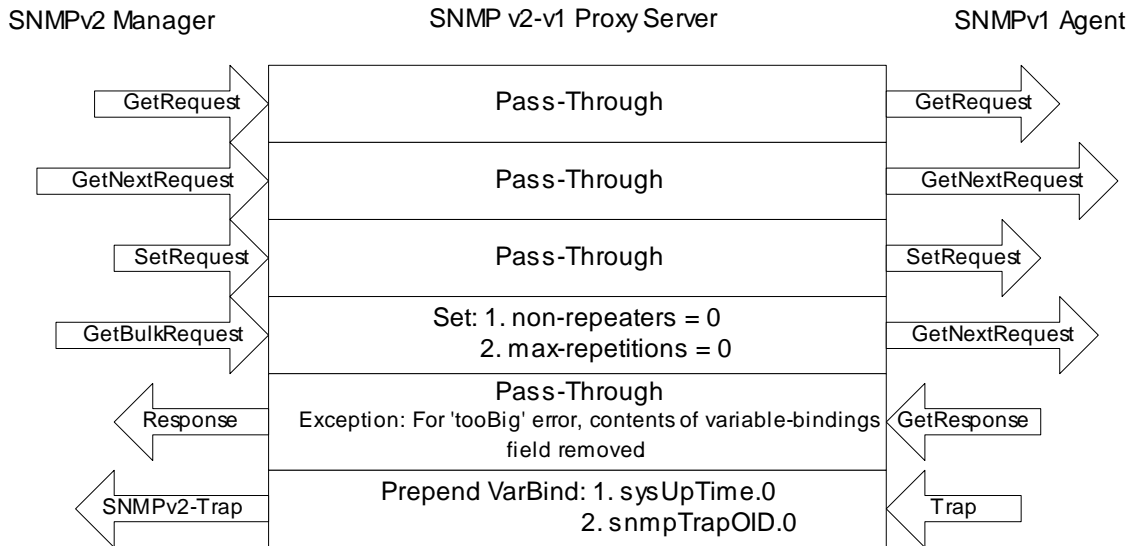 SNMPv2 Manager SNMP v2-v1 Proxy Server SNMPv1 Agent
GetRequest Pass-Through GetRequest
GetNextRequest Pass-Through GetNextRequest
SetRequest Pass-Through SetRequest
Set: 1. non-repeaters = 0
GetBulkRequest GetNextRequest
2. max-repetitions = 0
Pass-Through
Response Exception: For 'tooBig' error, contents of variable-bindings GetResponse
field removed
Prepend VarBind: 1. sysUpTime.0
SNMPv2-Trap Trap
2. snmpTrapOID.0